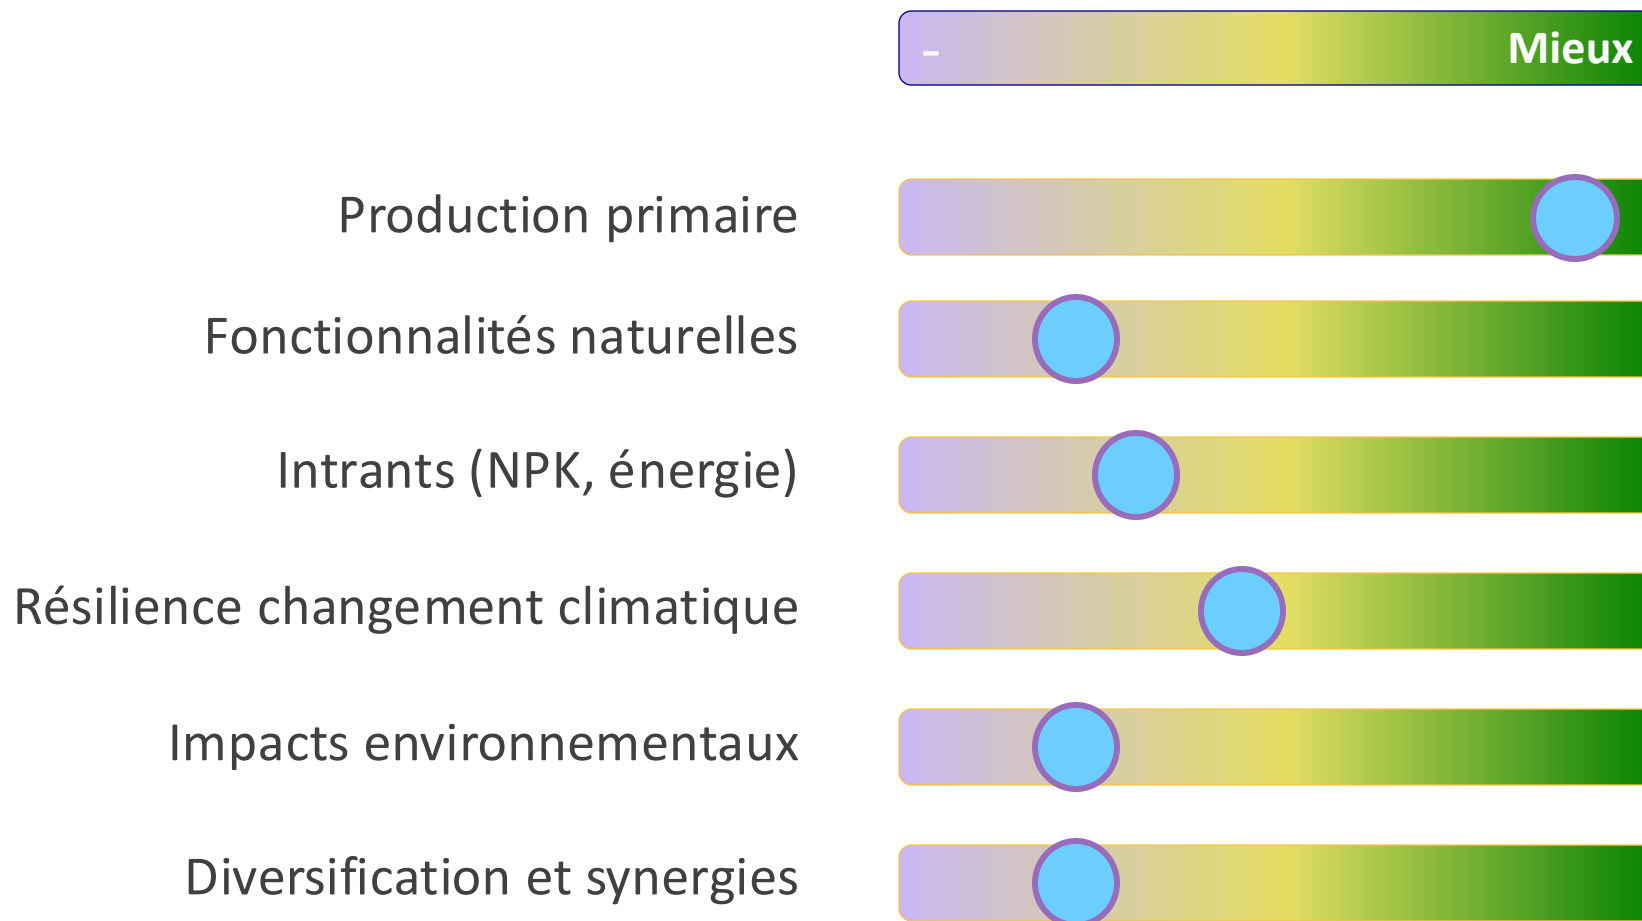 - Mieux
Production primaire
Fonctionnalités naturelles
Intrants (NPK, énergie)
Résilience changement climatique
Impacts environnementaux
Diversification et synergies